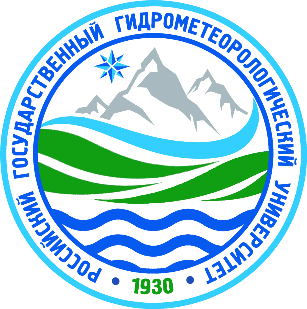 РОССИЙСКИЙ ГОСУДАРСТВЕННЫЙ ГИДРОМЕТЕОРОЛОГИЧЕСКИЙ УНИВЕРСИТЕТ
• 1930 •